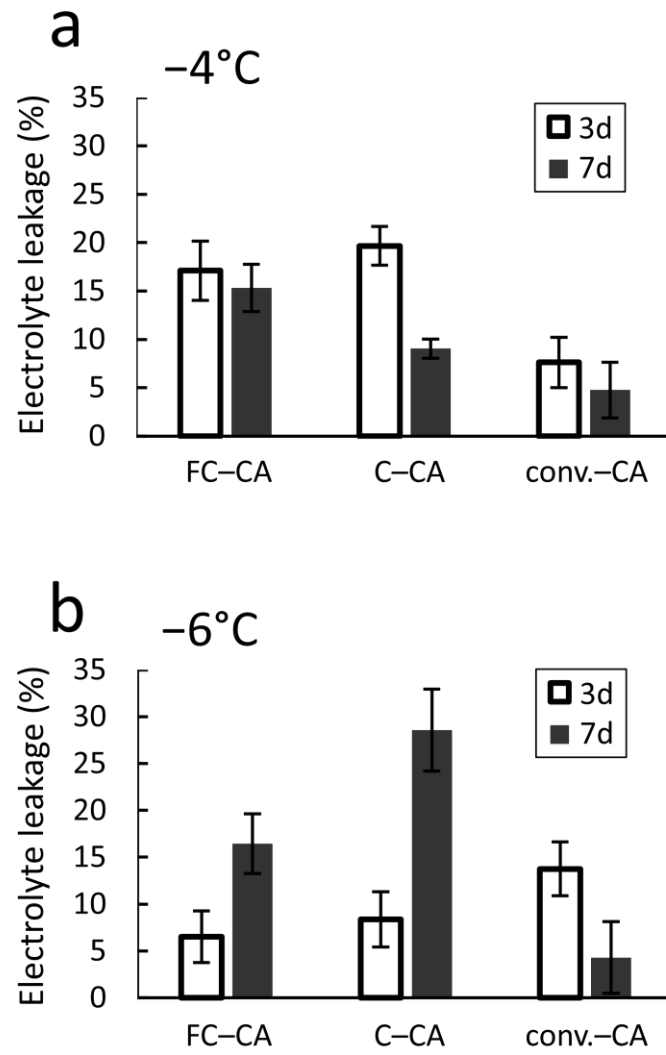 a
−4°C
Electrolyte leakage (%)
35
30
25
20
15
10
5
0
3d
7d
FC–CA
C–CA
conv.–CA
b
−6°C
Electrolyte leakage (%)
35
30
25
20
15
10
5
0
3d
7d
FC–CA
C–CA
conv.–CA